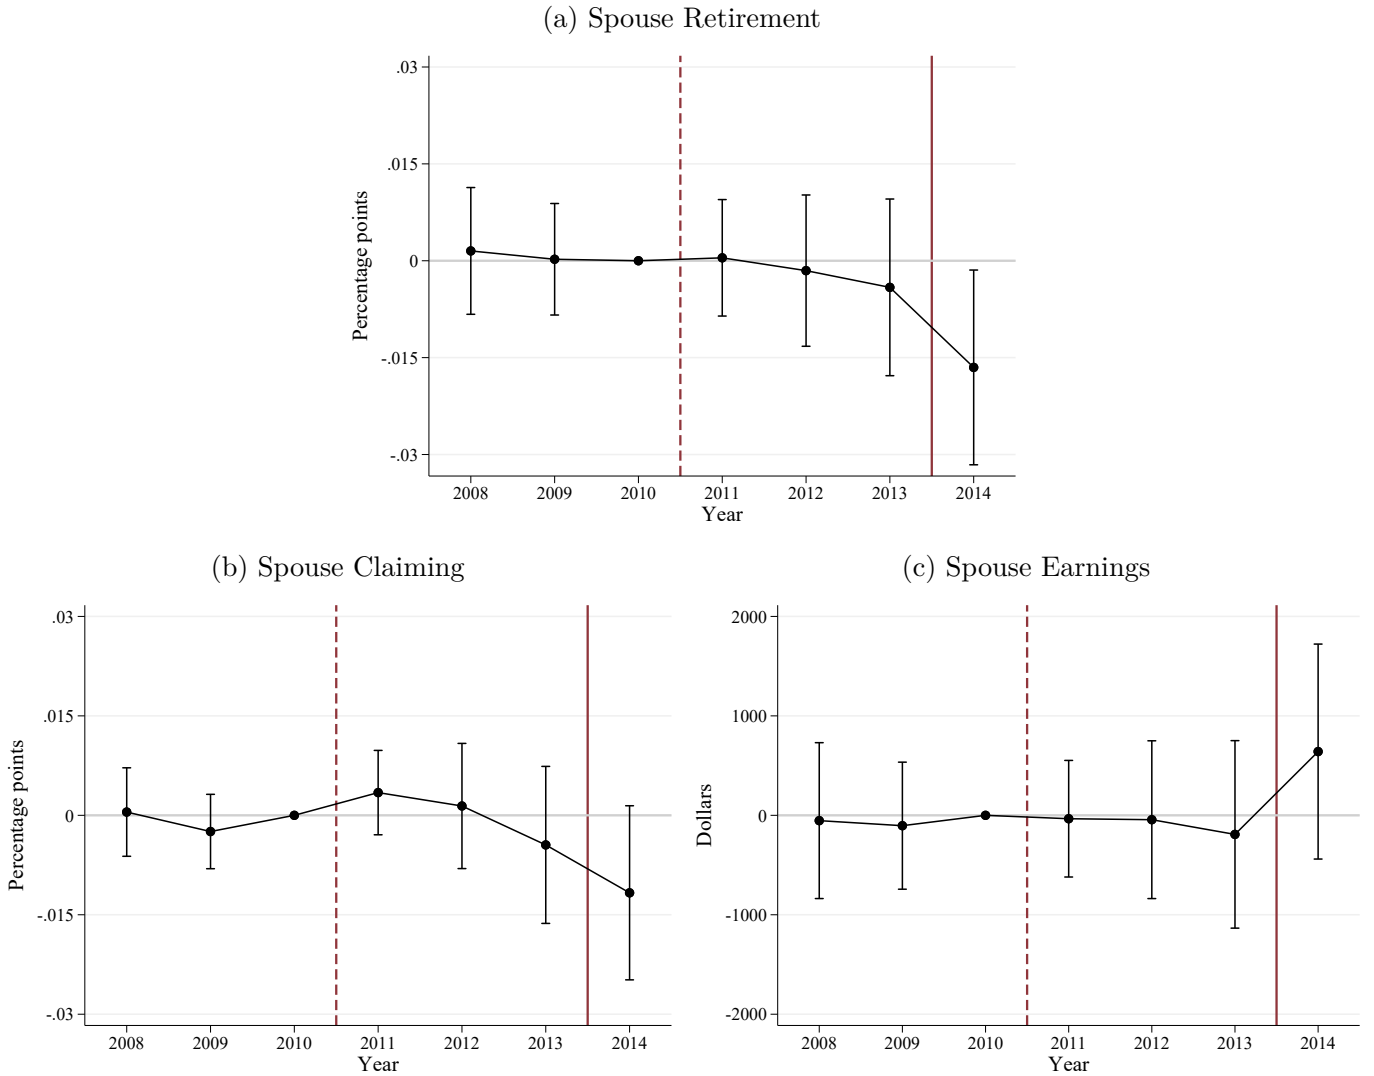 (a) Spouse Retirement
.03
.015
0
-.015
-.03
Percentage points
2008 2009 2010 2011 2012 2013 2014
Year
(b) Spouse Claiming
.03
.015
0
-.015
-.03
Percentage points
2008 2009 2010 2011 2012 2013 2014
Year
(c) Spouse Earnings
2000
1000
0
-1000
-2000
Dollars
2008 2009 2010 2011 2012 2013 2014
Year